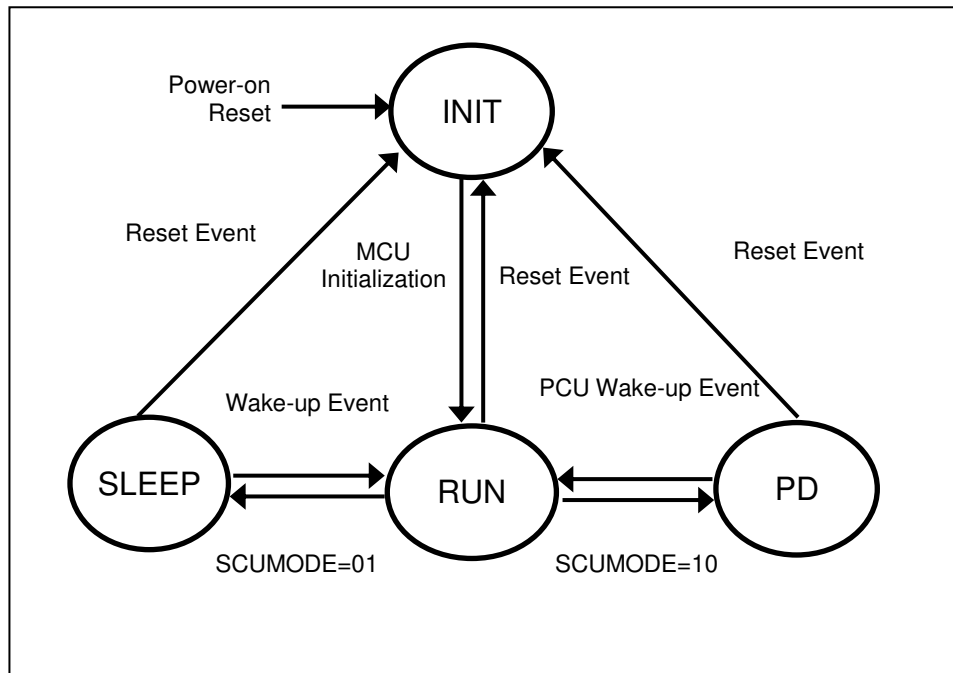 Power-on
Reset
INIT
Reset Event
MCU
Initialization
Reset Event
Reset Event
Wake-up Event
PCU Wake-up Event
SLEEP
RUN
PD
SCUMODE=01
SCUMODE=10